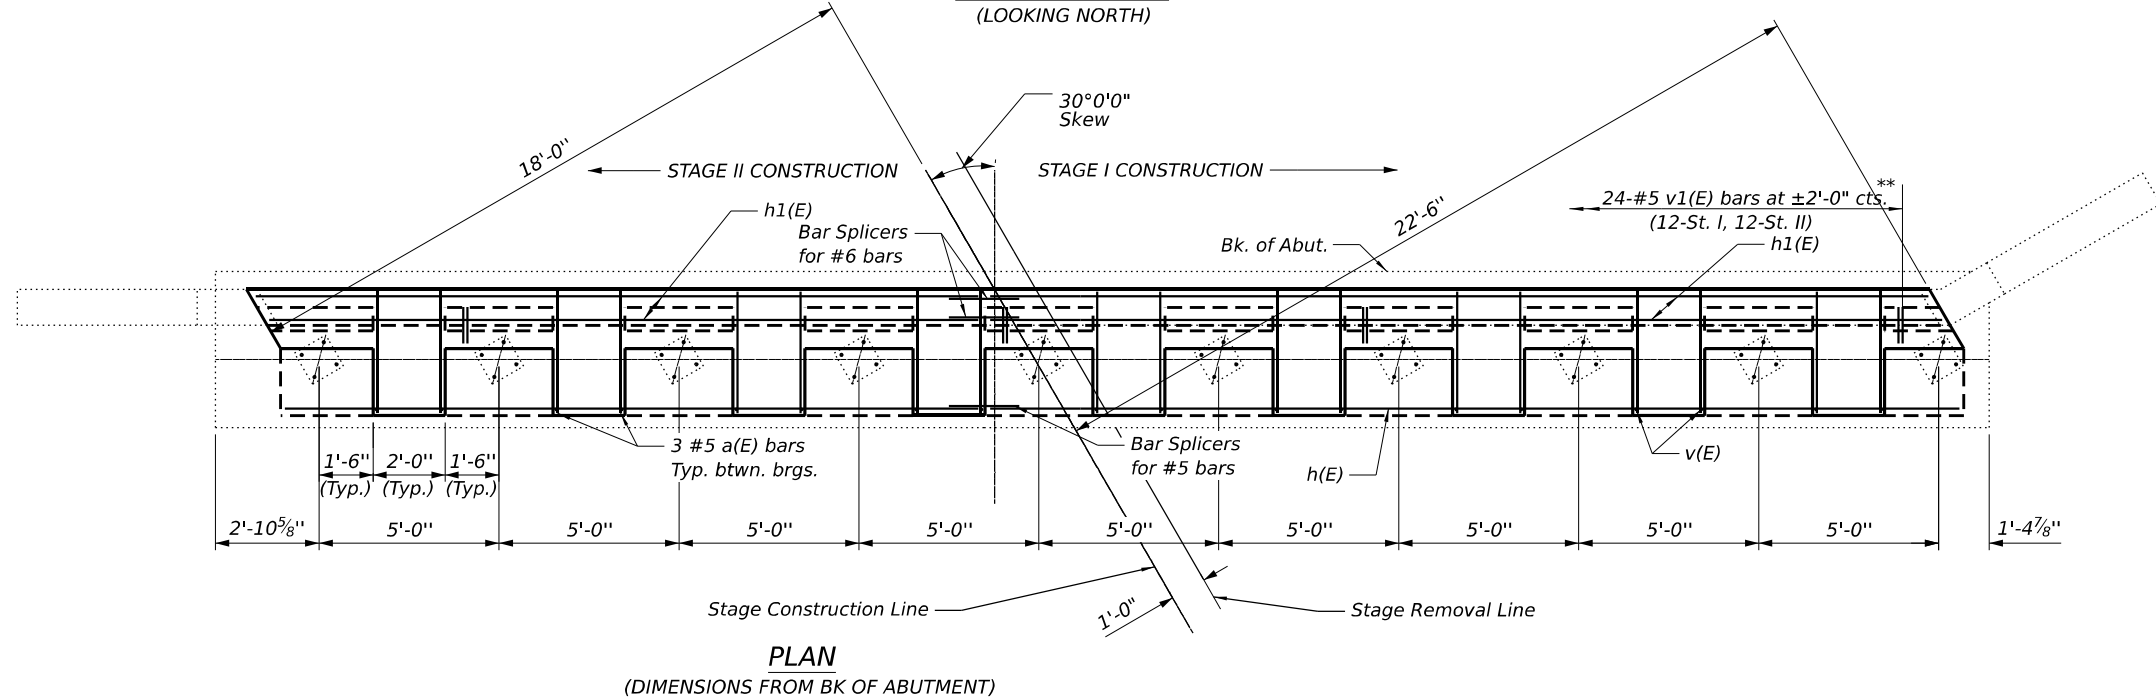 (LOOKING NORTH)
30°0'0"
Skew
18'-0"
STAGE II CONSTRUCTION
STAGE I CONSTRUCTION
22'-6"
**
24-#5 v1(E) bars at ±2'-0" cts.
(12-St. I, 12-St. II)
h1(E)
h1(E)
Bar Splicers
for #6 bars
Bk. of Abut.
3 #5 a(E) bars
Typ. btwn. brgs.
Bar Splicers
for #5 bars
h(E)
v(E)
1'-6" 2'-0" 1'-6"
(Typ.) (Typ.) (Typ.)
2'-10⅝" 5'-0" 5'-0" 5'-0" 5'-0" 5'-0" 5'-0" 5'-0" 5'-0" 5'-0" 1'-4⅞"
Stage Construction Line
1'-0"
Stage Removal Line
PLAN
(DIMENSIONS FROM BK OF ABUTMENT)